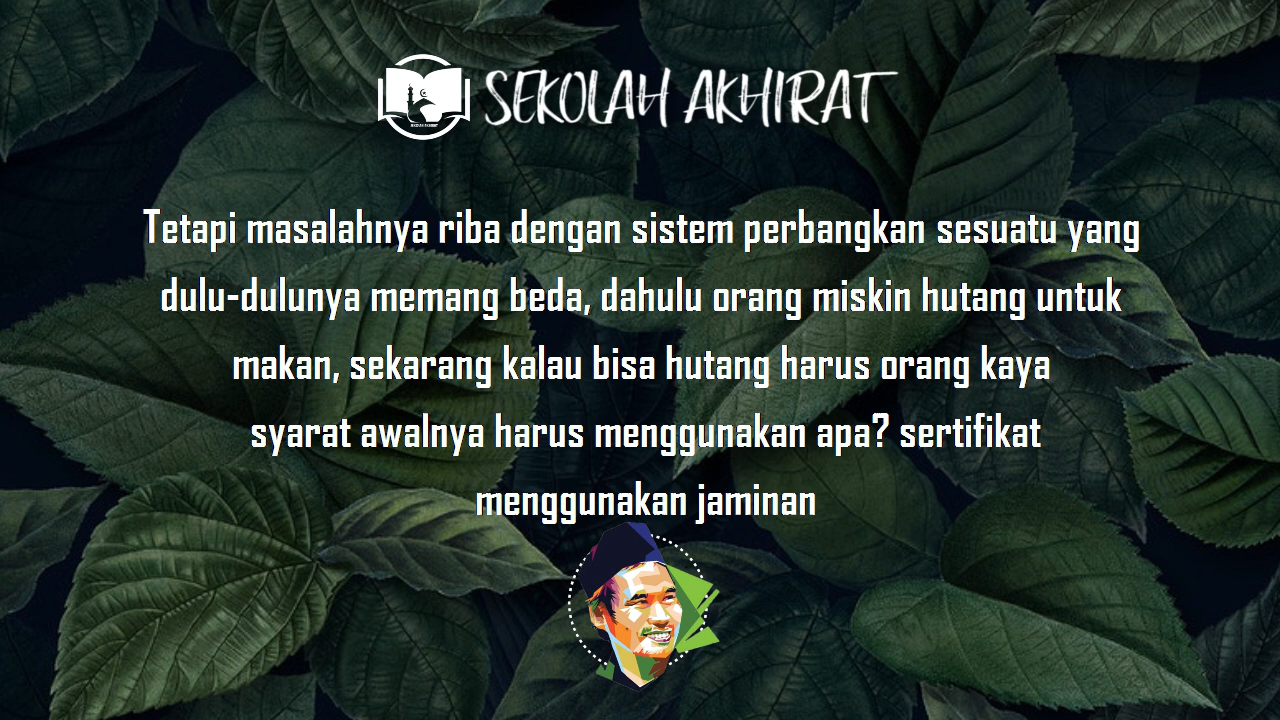 SEKOLAH AKHIRAT
Tetapi masalahnya riba dengan sistem perbangkan sesuatu yang
dulu-dulunya memang beda, dahulu orang miskin hutang untuk
makan, sekarang kalau bisa hutang harus orang kaya
syarat awalnya harus menggunakan apa? sertifikat
menggunakan jaminan